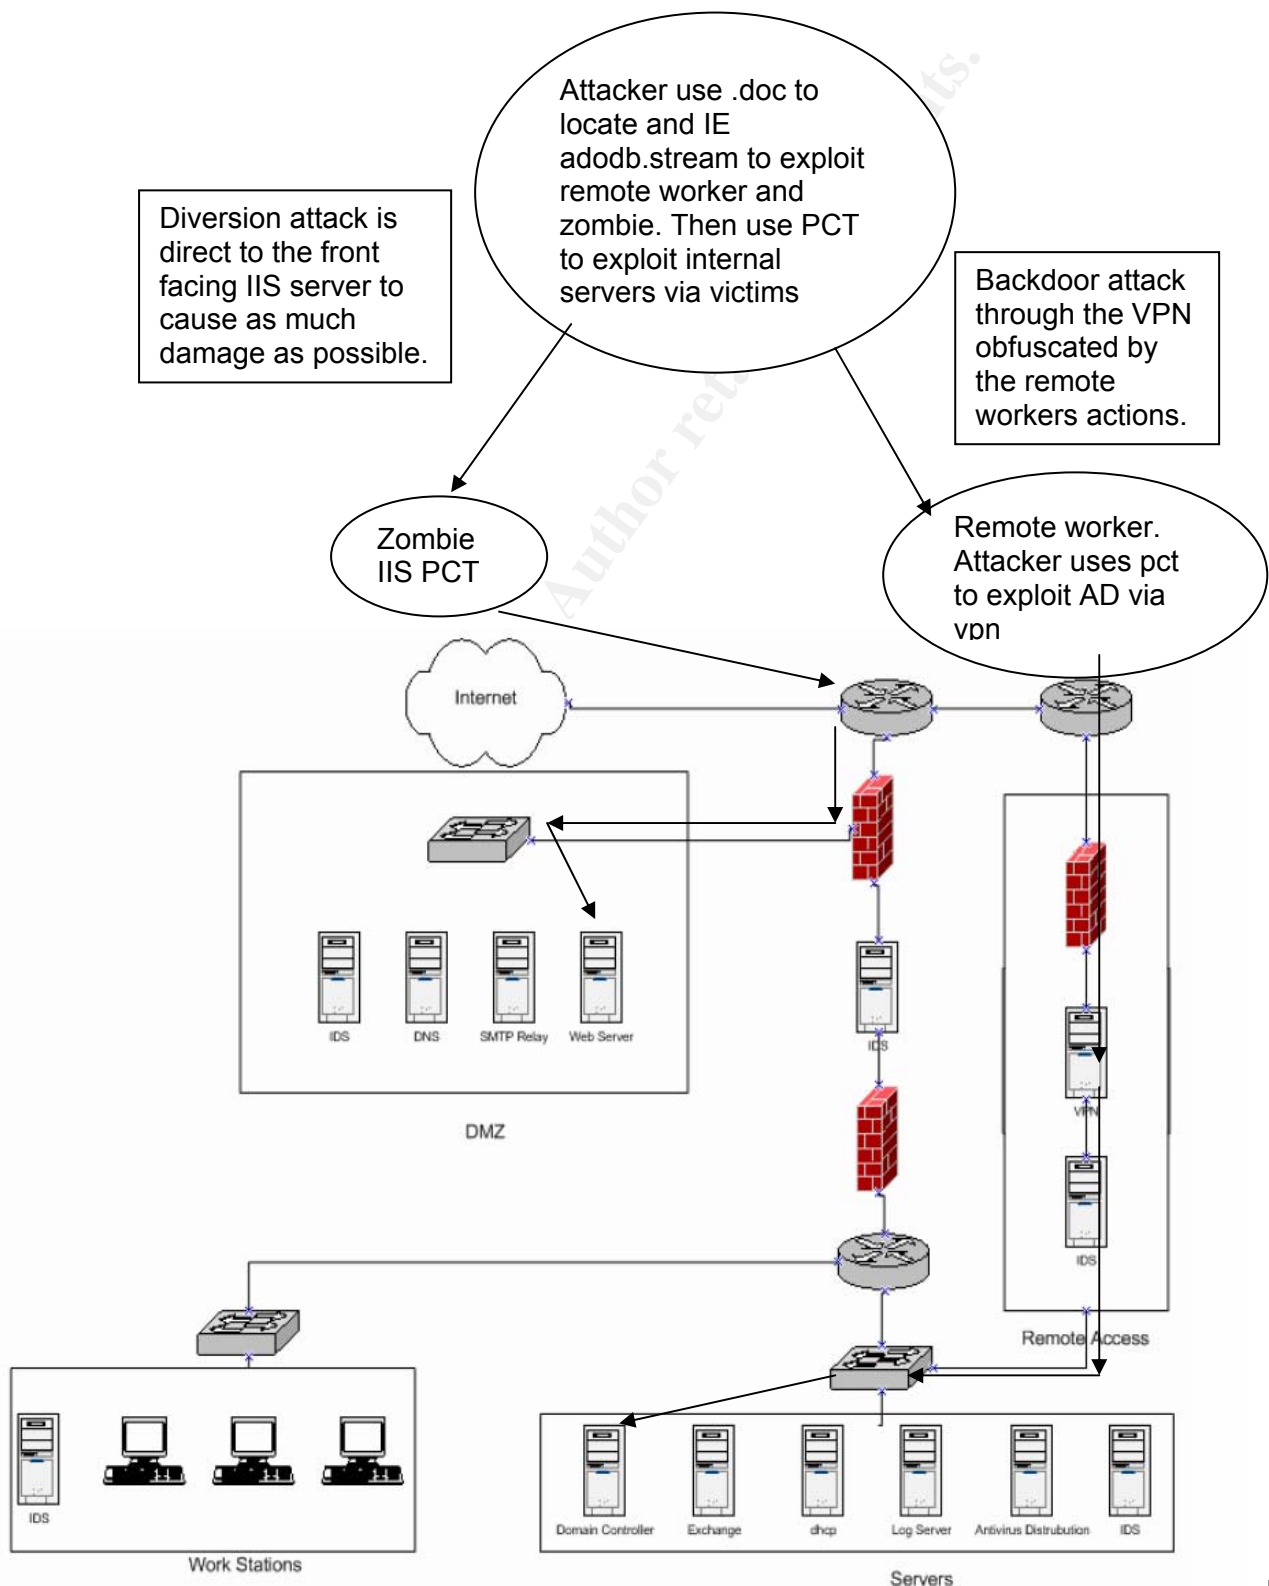 Attacker use .doc to
locate and IE
adodb.stream to exploit
remote worker and
zombie. Then use PCT
to exploit internal
servers via victims
Diversion attack is
direct to the front
facing IIS server to
cause as much
damage as possible.
Backdoor attack
through the VPN
obfuscated by
the remote
workers actions.
Zombie
IIS PCT
Remote worker.
Attacker uses pct
to exploit AD via
vpn
Author ret
ts.
Internet
IDS
DNS
SMTP Relay
Web Server
DMZ
IDS
VPN
IDS
Remote Access
IDS
Work Stations
Domain Controller
Exchange
dhcp
Log Server
Antivirus Distrubution
IDS
Servers